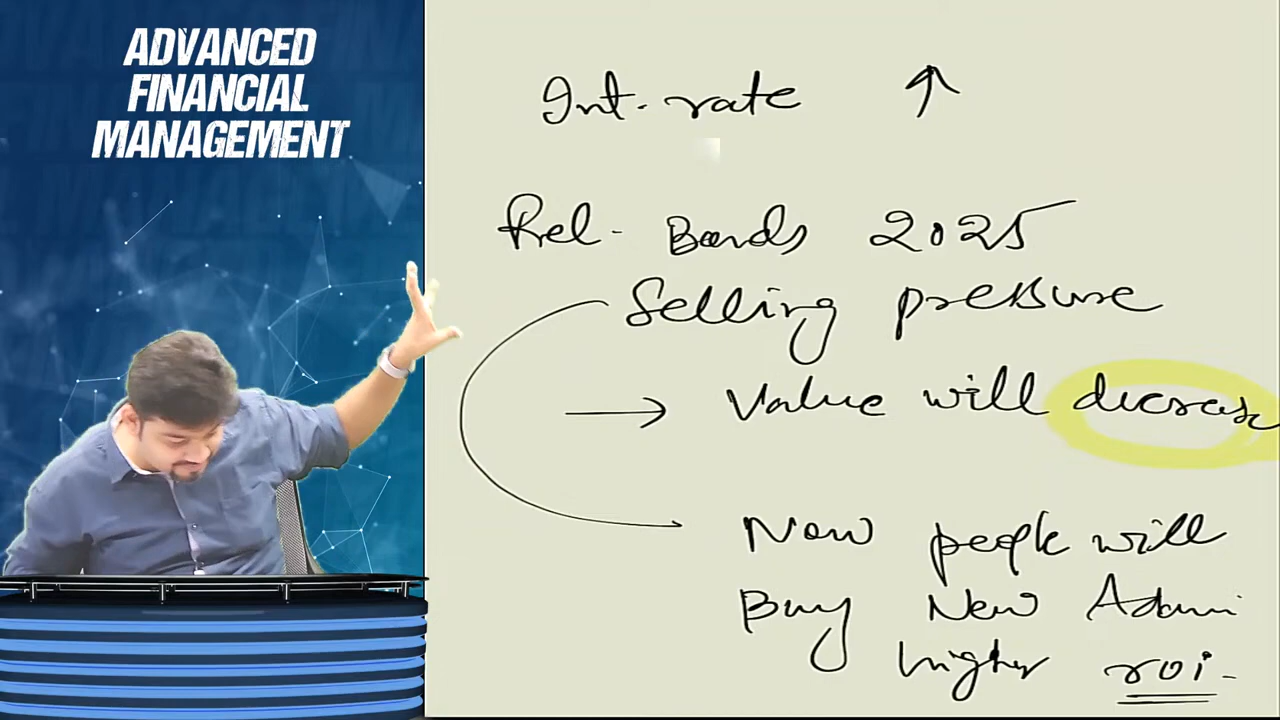 ADVANCED
FINANCIAL
MANAGEMENT
Int. rate ↑
Rel- Bonds 2025
Selling pressure
→ Value will decrease
Now people will
Buy New Adani
higher roi-